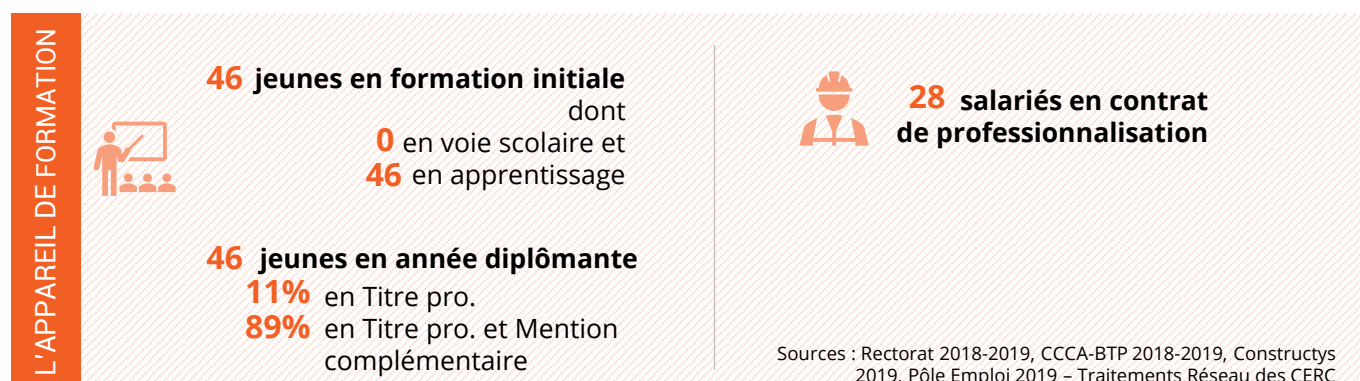 L'APPAREIL DE FORMATION
46 jeunes en formation initiale
dont
0 en voie scolaire et
46 en apprentissage
46 jeunes en année diplômante
11% en Titre pro.
89% en Titre pro. et Mention
complémentaire
28 salariés en contrat
de professionnalisation
Sources : Rectorat 2018-2019, CCCA-BTP 2018-2019, Constructys
2019, Pôle Emploi 2019 – Traitements Réseau des CERC